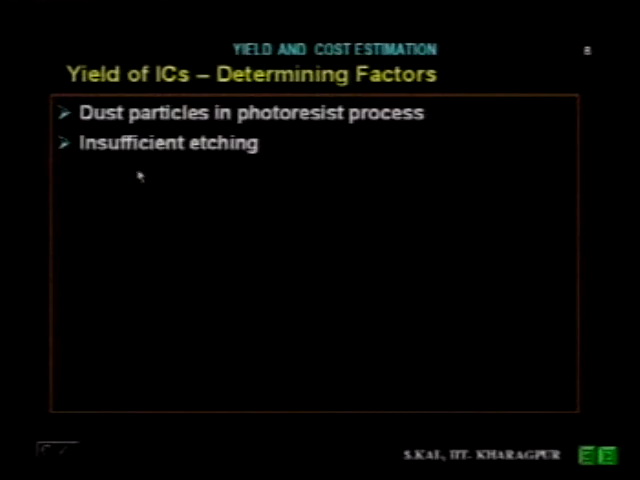 YIELD AND COST ESTIMATION
8
Yield of ICs – Determining Factors
➢ Dust particles in photoresist process
➢ Insufficient etching
S.KAL, IIT- KHARAGPUR